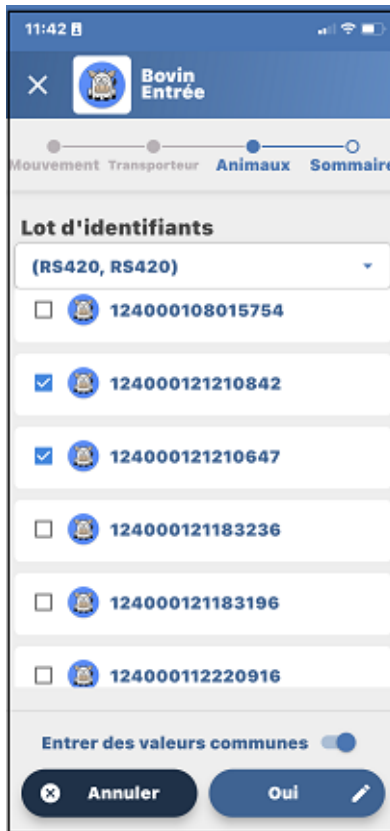 11:42
Bovin
Entrée
Mouvement Transporteur Animaux Sommaire
Lot d'identifiants
(RS420, RS420)
124000108015754
124000121210842
124000121210647
124000121183236
124000121183196
124000112220916
Entrer des valeurs communes
Annuler Oui